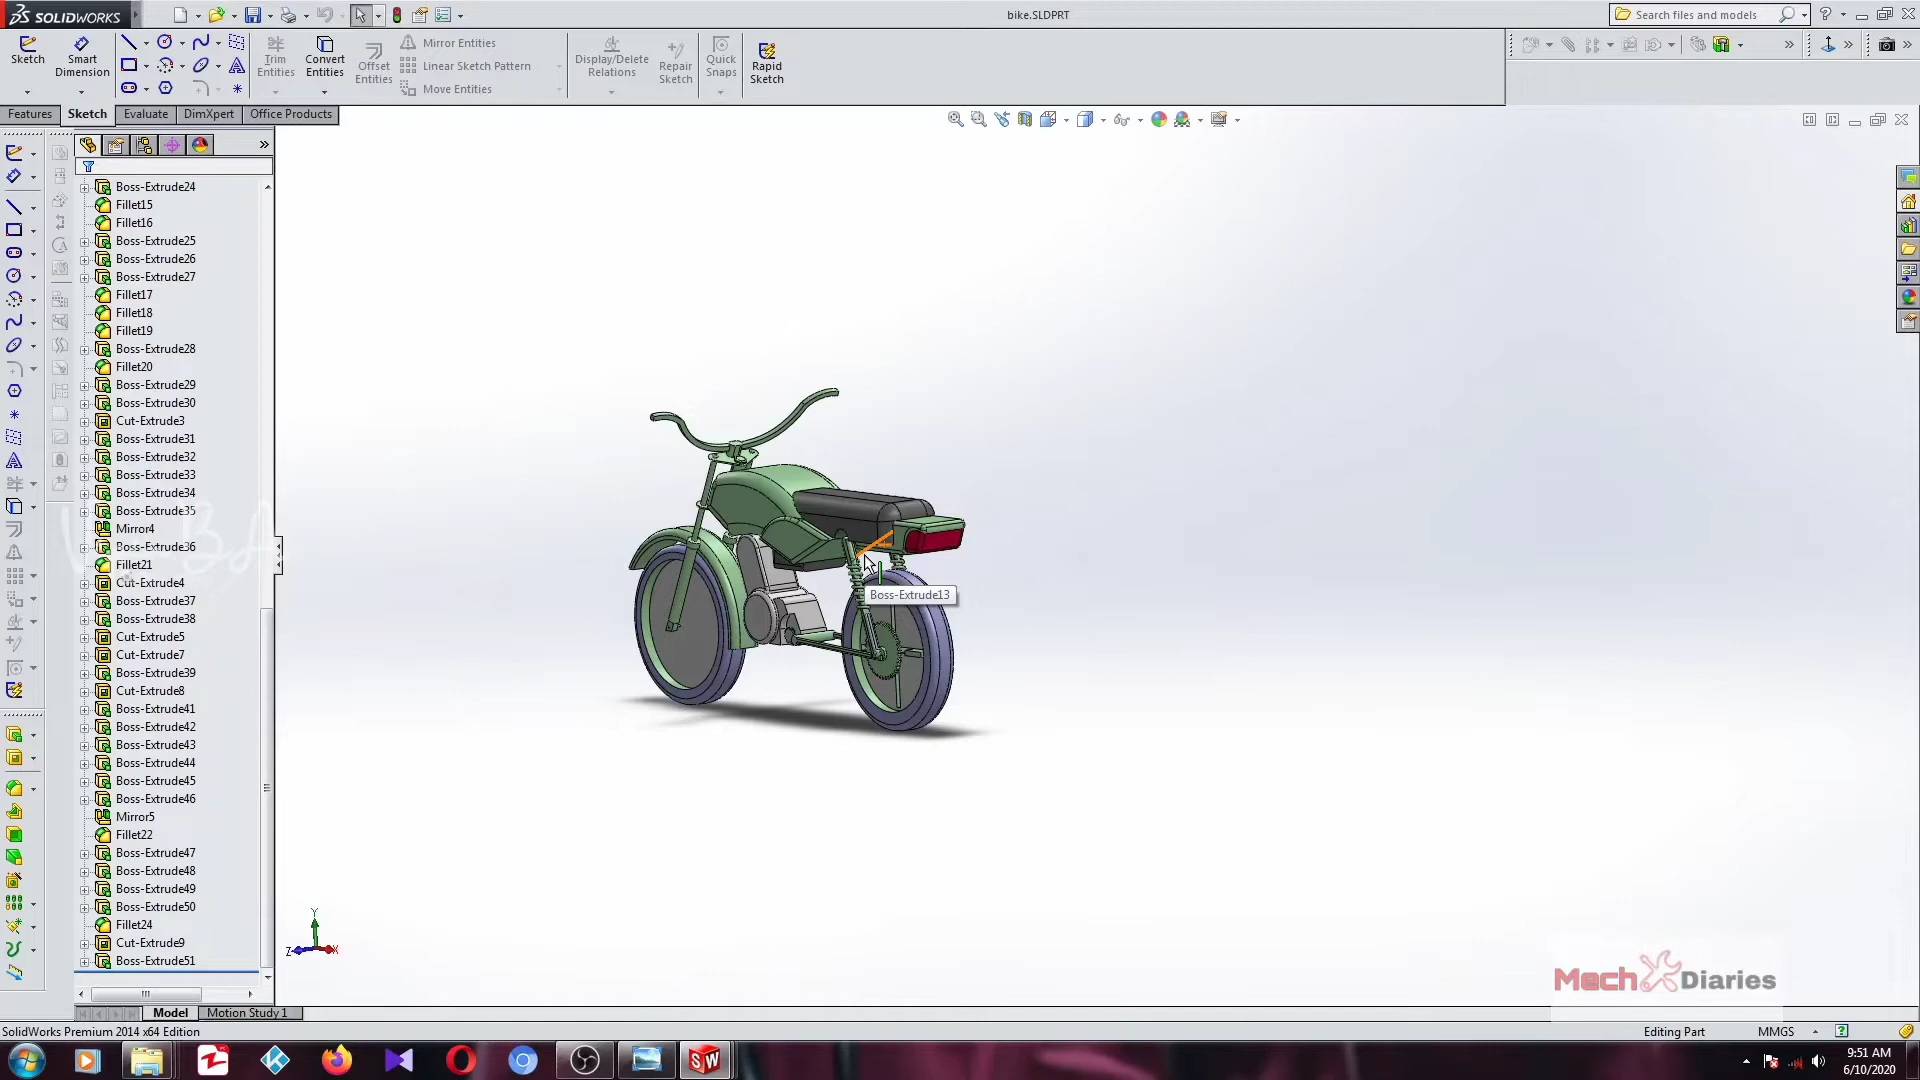 SOLIDWORKS
bike.SLDPRT
Search files and models
Sketch
Smart Dimension
Trim Entities
Convert Entities
Offset Entities
Mirror Entities
Linear Sketch Pattern
Move Entities
Display/Delete Relations
Repair Sketch
Quick Snaps
Rapid Sketch
Features
Sketch
Evaluate
DimXpert
Office Products
Boss-Extrude24
Fillet15
Fillet16
Boss-Extrude25
Boss-Extrude26
Boss-Extrude27
Fillet17
Fillet18
Fillet19
Boss-Extrude28
Fillet20
Boss-Extrude29
Boss-Extrude30
Cut-Extrude3
Boss-Extrude31
Boss-Extrude32
Boss-Extrude33
Boss-Extrude34
Boss-Extrude35
Mirror4
Boss-Extrude36
Fillet21
Cut-Extrude4
Boss-Extrude37
Boss-Extrude38
Cut-Extrude5
Cut-Extrude7
Boss-Extrude39
Cut-Extrude8
Boss-Extrude41
Boss-Extrude42
Boss-Extrude43
Boss-Extrude44
Boss-Extrude45
Boss-Extrude46
Mirror5
Fillet22
Boss-Extrude47
Boss-Extrude48
Boss-Extrude49
Boss-Extrude50
Fillet24
Cut-Extrude9
Boss-Extrude51
Boss-Extrude13
Y
Z
X
Mech Diaries
Model
Motion Study 1
SolidWorks Premium 2014 x64 Edition
Editing Part
MMGS
9:51 AM
6/10/2020